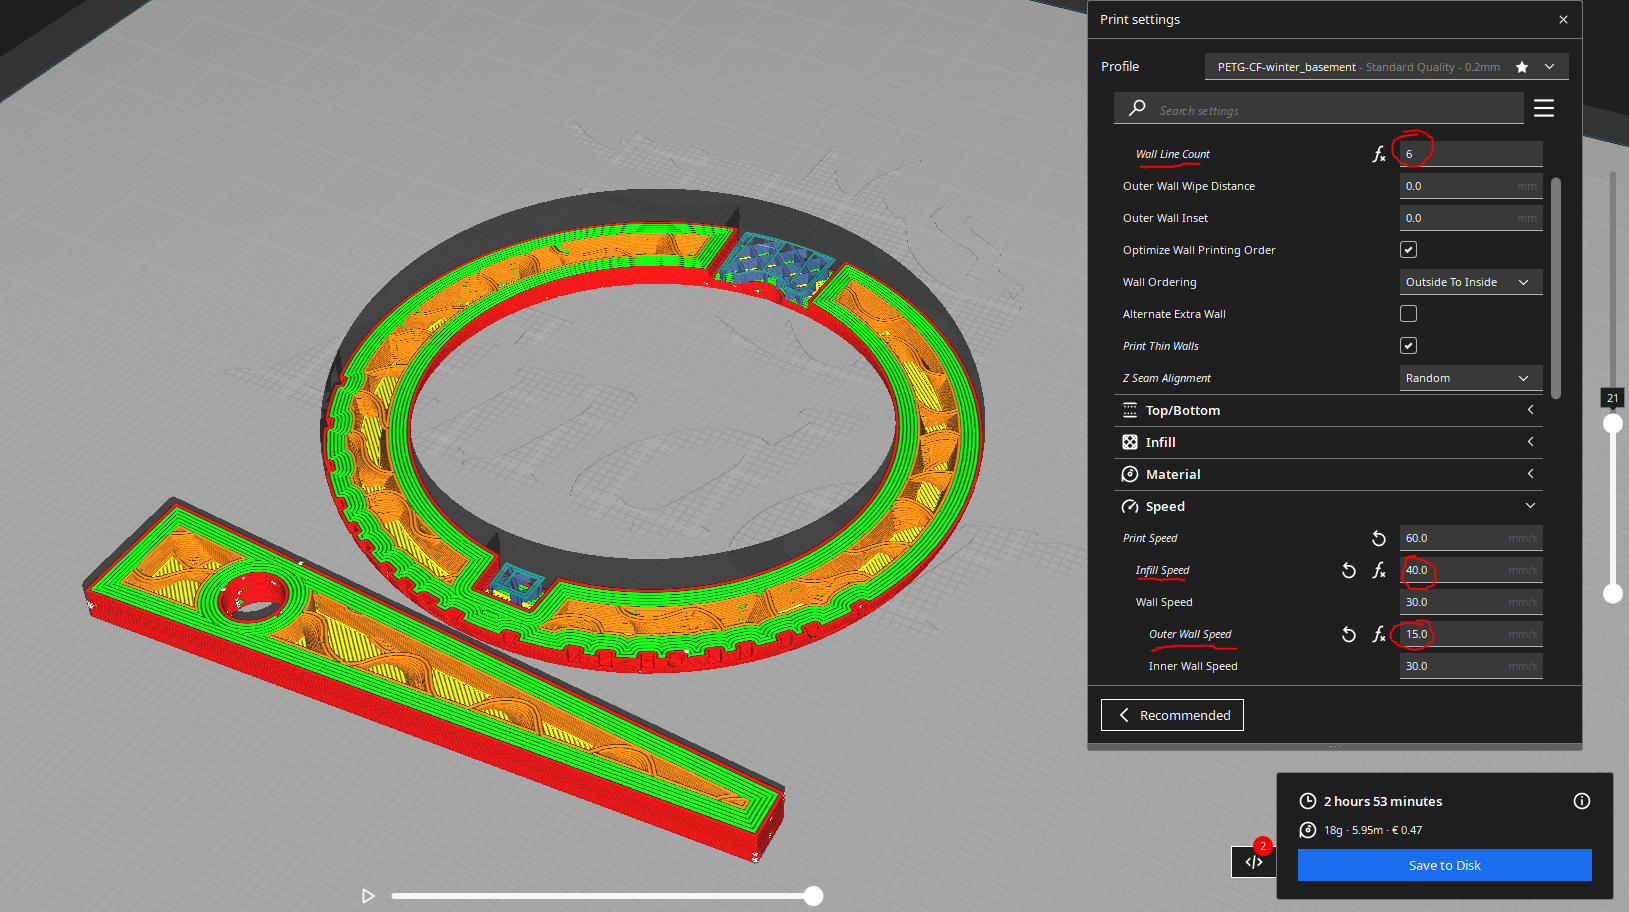 Print settings
Profile PETG-CF-winter_basement - Standard Quality - 0.2mm
Search settings
Wall Line Count 6
Outer Wall Wipe Distance 0.0 mm
Outer Wall Inset 0.0 mm
Optimize Wall Printing Order
Wall Ordering Outside To Inside
Alternate Extra Wall
Print Thin Walls
Z Seam Alignment Random
Top/Bottom
Infill
Material
Speed
Print Speed 60.0 mm/s
Infill Speed 40.0 mm/s
Wall Speed 30.0 mm/s
Outer Wall Speed 15.0 mm/s
Inner Wall Speed 30.0 mm/s
Recommended
21
2 hours 53 minutes
18g · 5.95m · € 0.47
2
Save to Disk